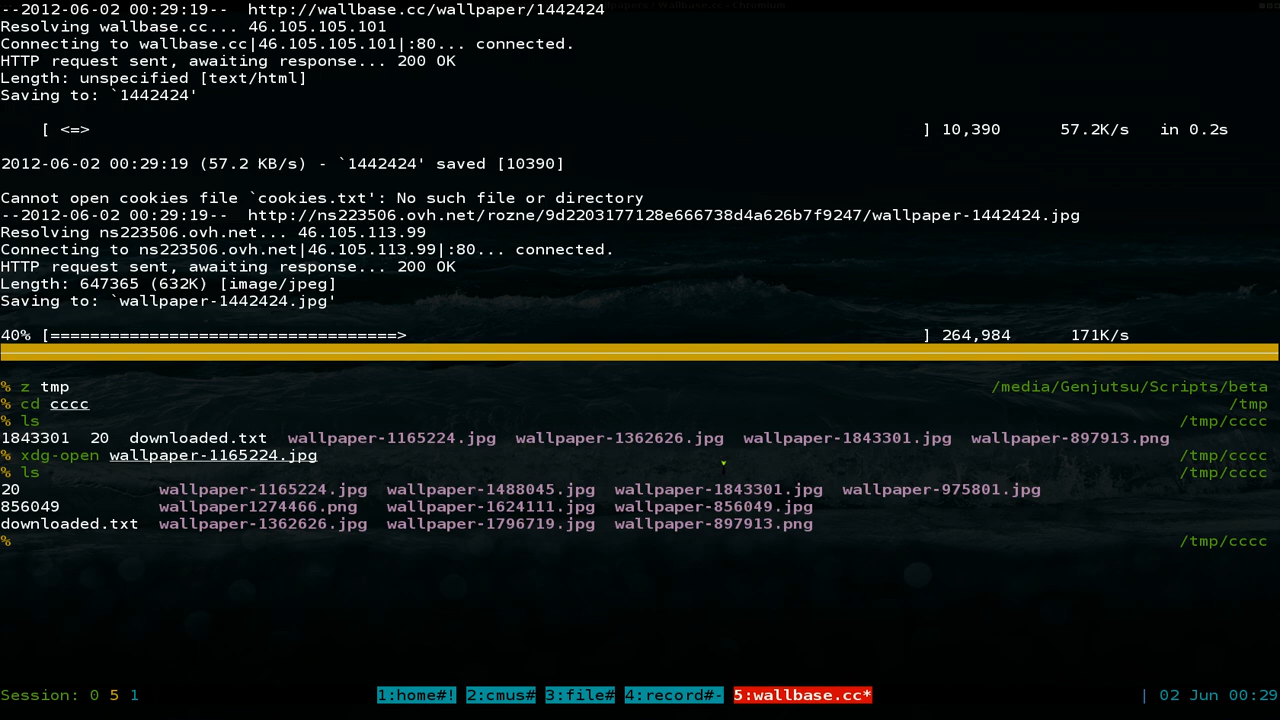 --2012-06-02 00:29:19--  http://wallbase.cc/wallpaper/1442424
Resolving wallbase.cc... 46.105.105.101
Connecting to wallbase.cc|46.105.105.101|:80... connected.
HTTP request sent, awaiting response... 200 OK
Length: unspecified [text/html]
Saving to: `1442424'
[ <=> ] 10,390 57.2K/s in 0.2s
2012-06-02 00:29:19 (57.2 KB/s) - `1442424' saved [10390]
Cannot open cookies file `cookies.txt': No such file or directory
--2012-06-02 00:29:19--  http://ns223506.ovh.net/rozne/9d2203177128e666738d4a626b7f9247/wallpaper-1442424.jpg
Resolving ns223506.ovh.net... 46.105.113.99
Connecting to ns223506.ovh.net|46.105.113.99|:80... connected.
HTTP request sent, awaiting response... 200 OK
Length: 647365 (632K) [image/jpeg]
Saving to: `wallpaper-1442424.jpg'
40% [===================================> ] 264,984 171K/s
% z tmp /media/Genjutsu/Scripts/beta
% cd cccc /tmp
% ls /tmp/cccc
1843301  20  downloaded.txt  wallpaper-1165224.jpg  wallpaper-1362626.jpg  wallpaper-1843301.jpg  wallpaper-897913.png
% xdg-open wallpaper-1165224.jpg /tmp/cccc
% ls /tmp/cccc
20 wallpaper-1165224.jpg wallpaper-1488045.jpg wallpaper-1843301.jpg wallpaper-975801.jpg
856049 wallpaper1274466.png wallpaper-1624111.jpg wallpaper-856049.jpg
downloaded.txt wallpaper-1362626.jpg wallpaper-1796719.jpg wallpaper-897913.png
% /tmp/cccc
Session: 0 5 1 1:home#! 2:cmus# 3:file# 4:record#- 5:wallbase.cc* | 02 Jun 00:29